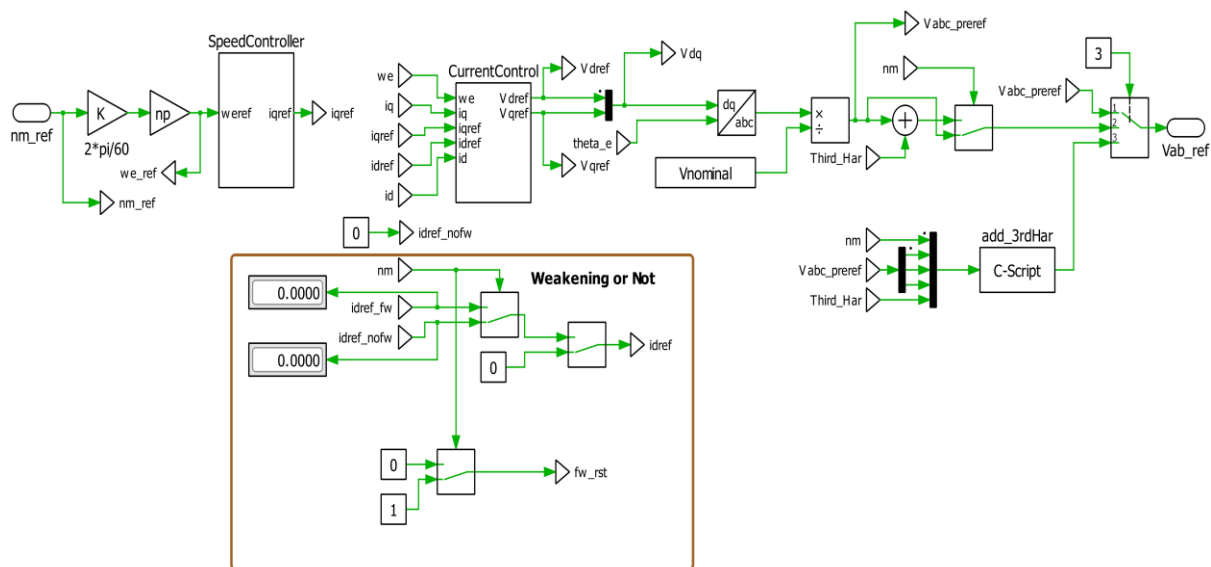 SpeedController
nm_ref
K
2*pi/60
np
weref
iqref
iqref
we_ref
nm_ref
CurrentControl
we
iq
iqref
idref
id
we
iq
iqref
idref
id
Vdref
Vqref
Vdref
Vqref
Vdq
dq
abc
theta_e
Vnominal
×
÷
Vabc_preref
nm
+
Third_Har
3
Vabc_preref
1
2
3
Vab_ref
0
idref_nofw
nm
Weakening or Not
0.0000
idref_fw
idref_nofw
0.0000
0
idref
0
1
fw_rst
nm
Vabc_preref
Third_Har
add_3rdHar
C-Script